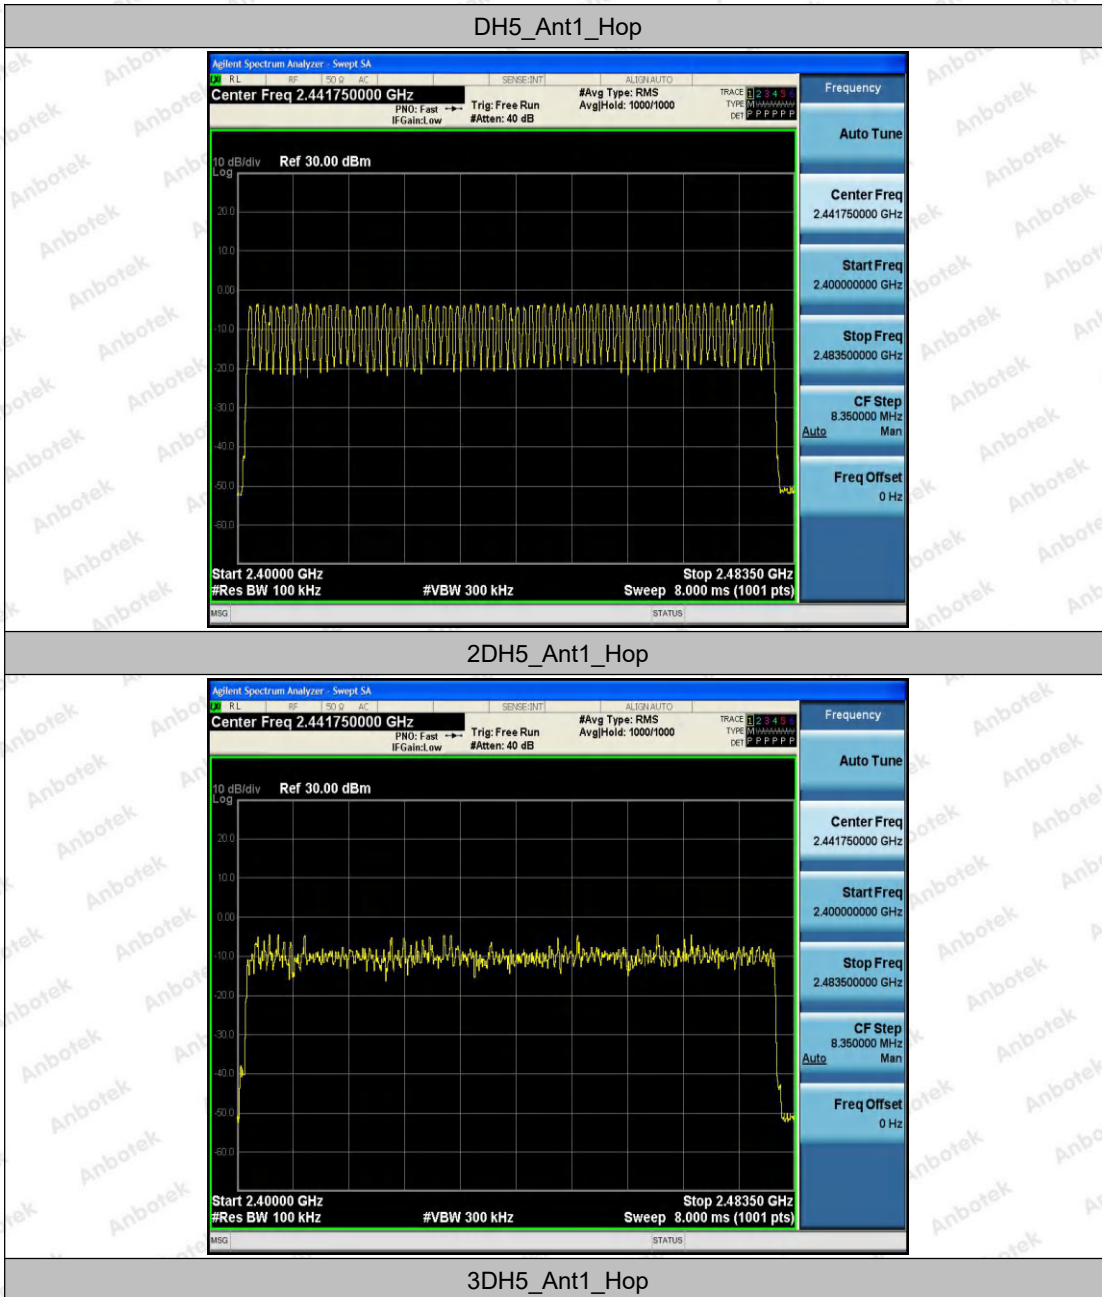 DH5_Ant1_Hop
Agilent Spectrum Analyzer - Swept SA
RL RF 50 Ω AC SENSE:INT ALIGNAUTO
Center Freq 2.441750000 GHz
PNO: Fast
IFGain:Low
Trig: Free Run
#Atten: 40 dB
#Avg Type: RMS
Avg|Hold: 1000/1000
TRACE 1 2 3 4 5 6
TYPE M
DET P P P P P P
10 dB/div Ref 30.00 dBm
Log
20.0
10.0
0.00
-10.0
-20.0
-30.0
-40.0
-50.0
-60.0
Start 2.40000 GHz Stop 2.48350 GHz
#Res BW 100 kHz #VBW 300 kHz Sweep 8.000 ms (1001 pts)
MSG STATUS
Frequency
Auto Tune
Center Freq
2.441750000 GHz
Start Freq
2.400000000 GHz
Stop Freq
2.483500000 GHz
CF Step
8.350000 MHz
Auto Man
Freq Offset
0 Hz
2DH5_Ant1_Hop
Agilent Spectrum Analyzer - Swept SA
RL RF 50 Ω AC SENSE:INT ALIGNAUTO
Center Freq 2.441750000 GHz
PNO: Fast
IFGain:Low
Trig: Free Run
#Atten: 40 dB
#Avg Type: RMS
Avg|Hold: 1000/1000
TRACE 1 2 3 4 5 6
TYPE M
DET P P P P P P
10 dB/div Ref 30.00 dBm
Log
20.0
10.0
0.00
-10.0
-20.0
-30.0
-40.0
-50.0
-60.0
Start 2.40000 GHz Stop 2.48350 GHz
#Res BW 100 kHz #VBW 300 kHz Sweep 8.000 ms (1001 pts)
MSG STATUS
Frequency
Auto Tune
Center Freq
2.441750000 GHz
Start Freq
2.400000000 GHz
Stop Freq
2.483500000 GHz
CF Step
8.350000 MHz
Auto Man
Freq Offset
0 Hz
3DH5_Ant1_Hop
Anbotek